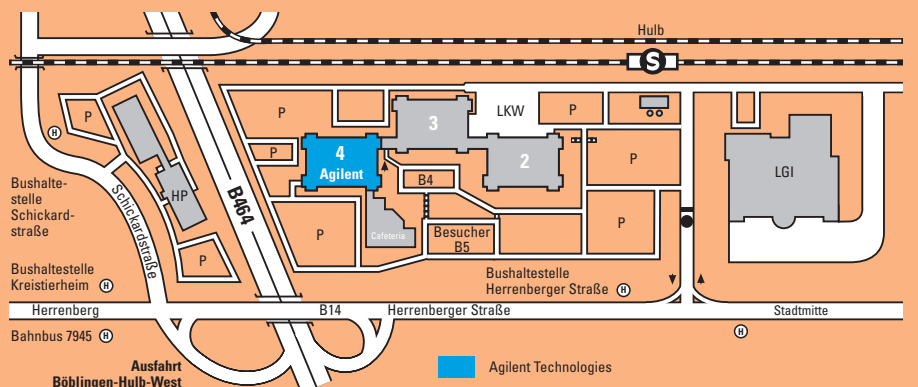 Hulb
S
P
P
LKW
P
3
H
4
Agilent
P
2
P
LGI
Bushalte-
stelle
Schickard-
straße
HP
B4
Schickardstraße
B464
P
Cafeteria
Besucher
B5
P
P
Bushaltestelle
Kreistierheim H
Bushaltestelle
Herrenberger Straße H
Herrenberg
B14
Herrenberger Straße
Stadtmitte
Bahnbus 7945 H
H
Ausfahrt
Böblingen-Hulb-West
Agilent Technologies